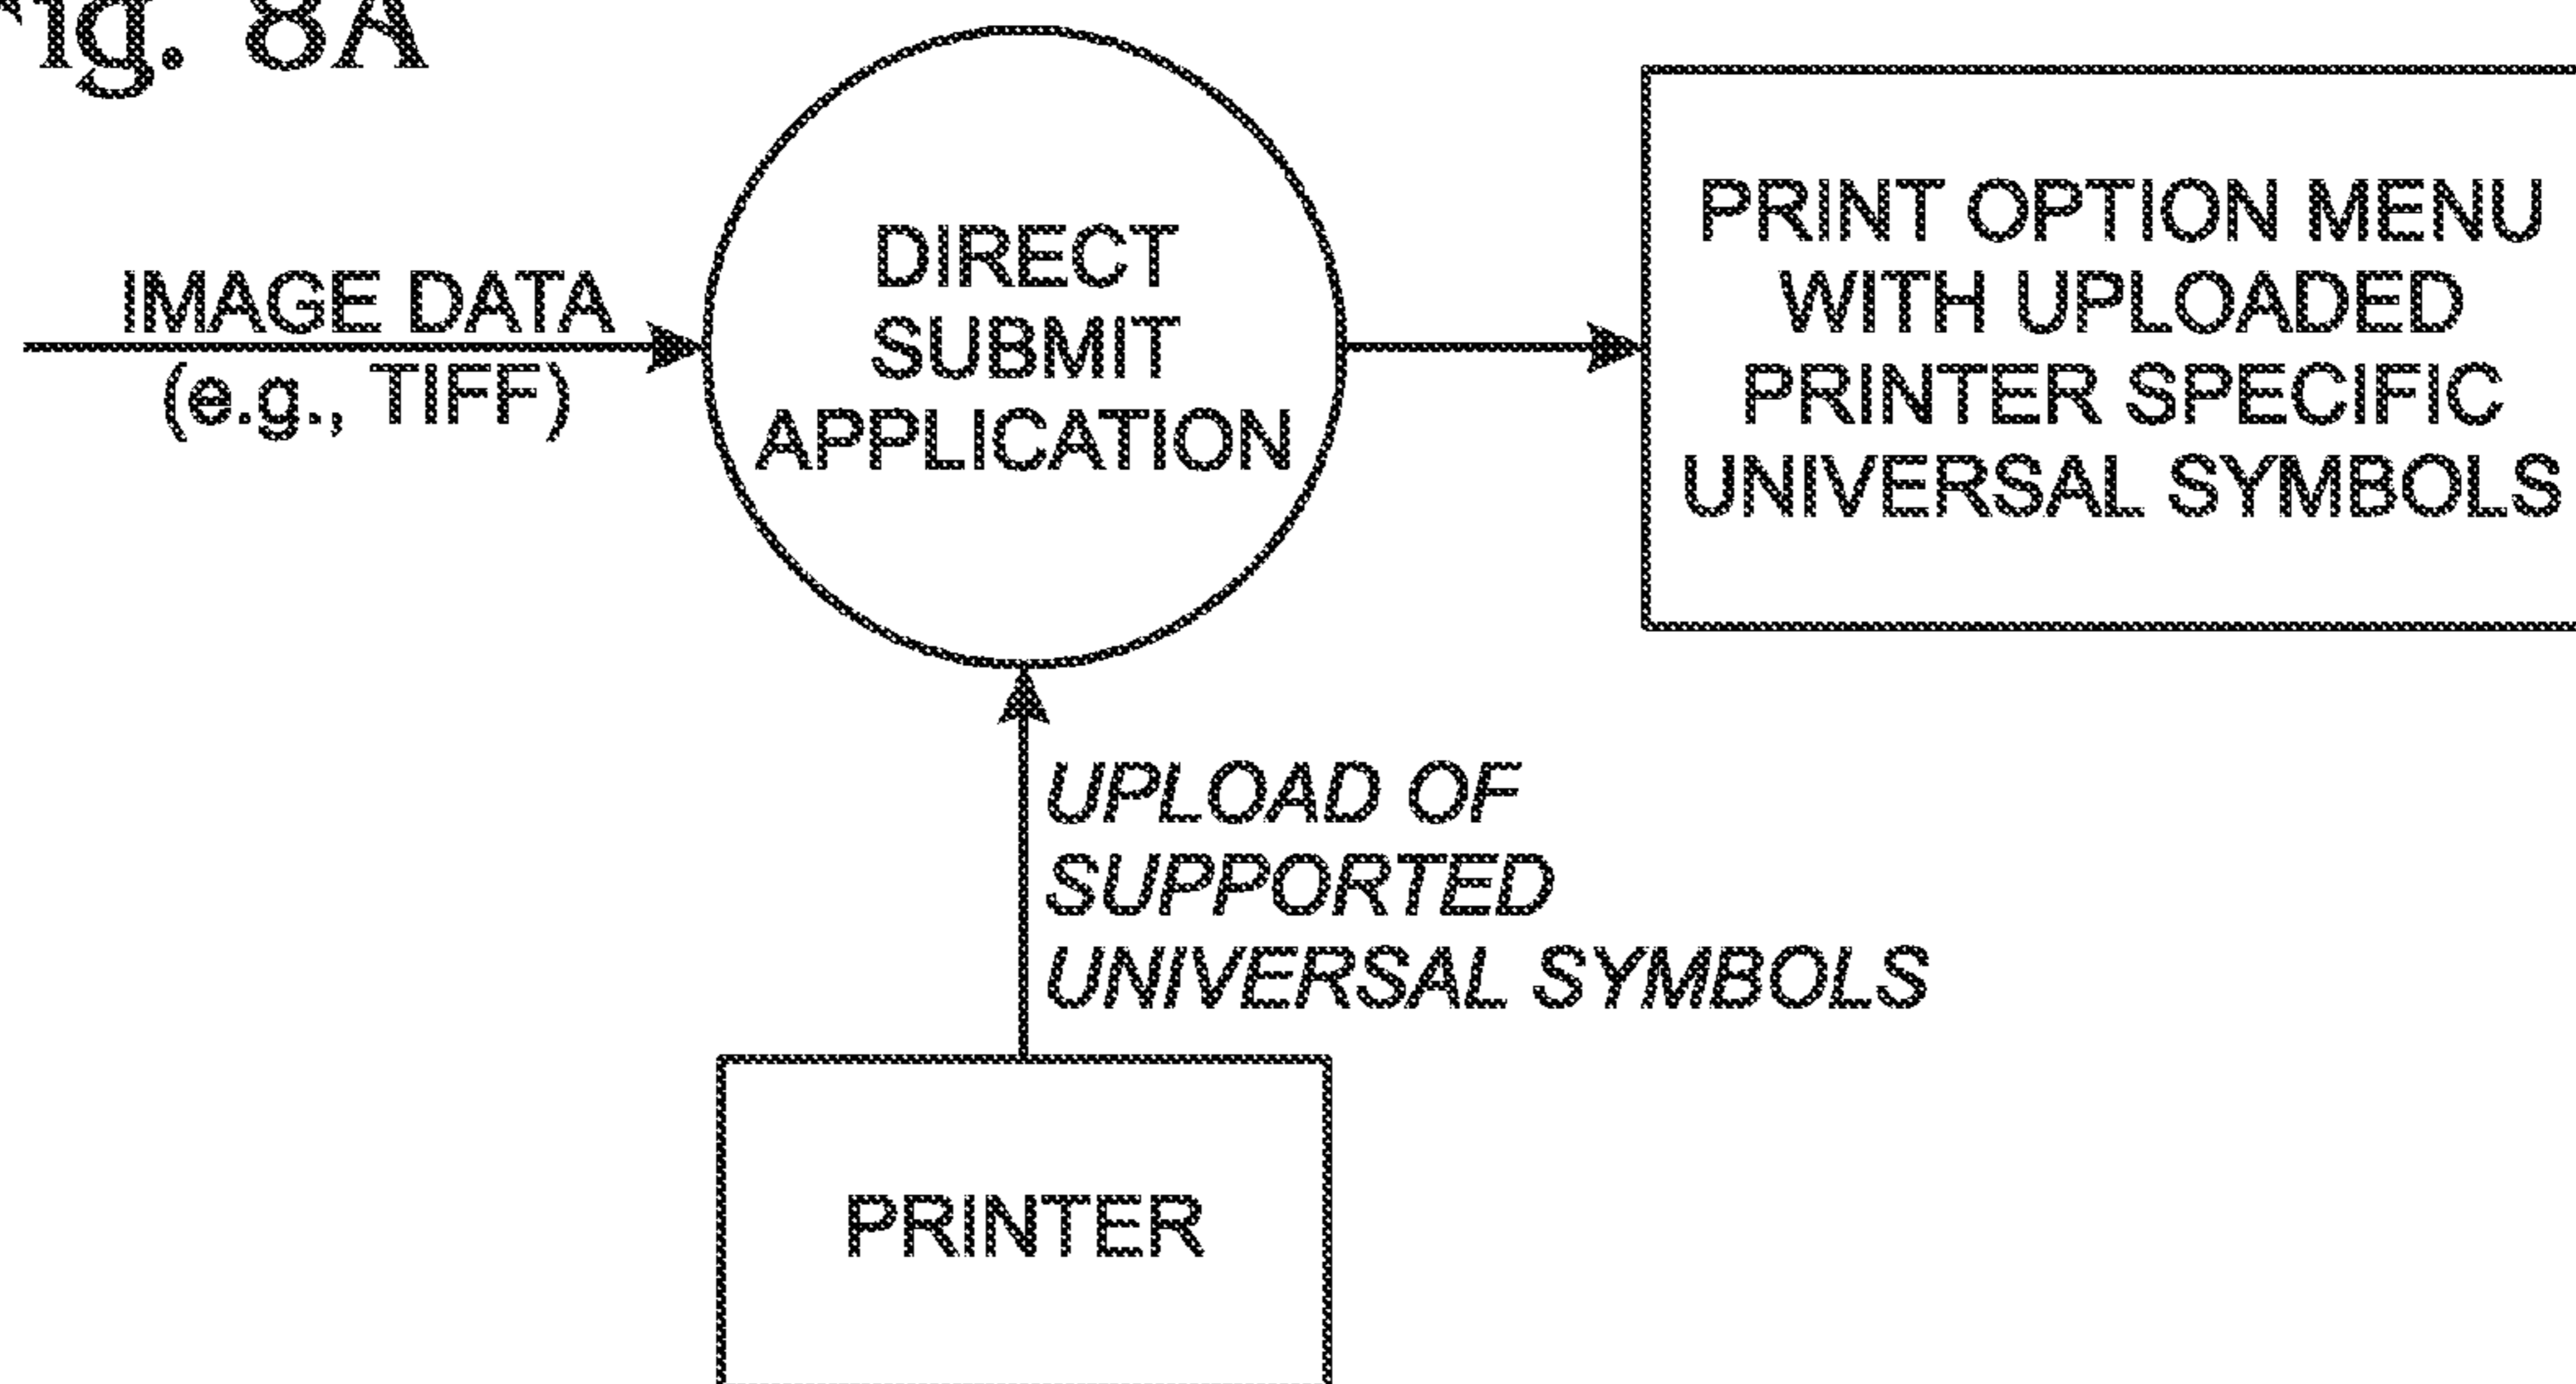 Fig. 8A
IMAGE DATA
(e.g., TIFF)
DIRECT
SUBMIT
APPLICATION
PRINT OPTION MENU
WITH UPLOADED
PRINTER SPECIFIC
UNIVERSAL SYMBOLS
UPLOAD OF
SUPPORTED
UNIVERSAL SYMBOLS
PRINTER